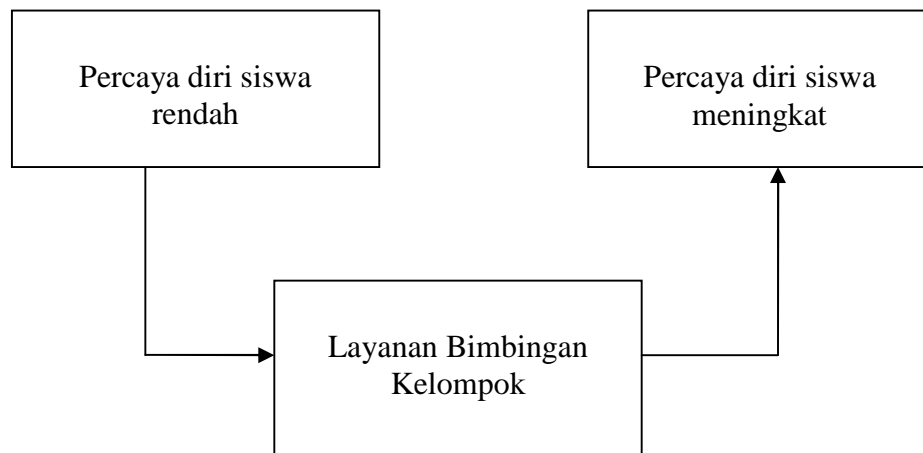 Percaya diri siswa
rendah
Percaya diri siswa
meningkat
Layanan Bimbingan
Kelompok